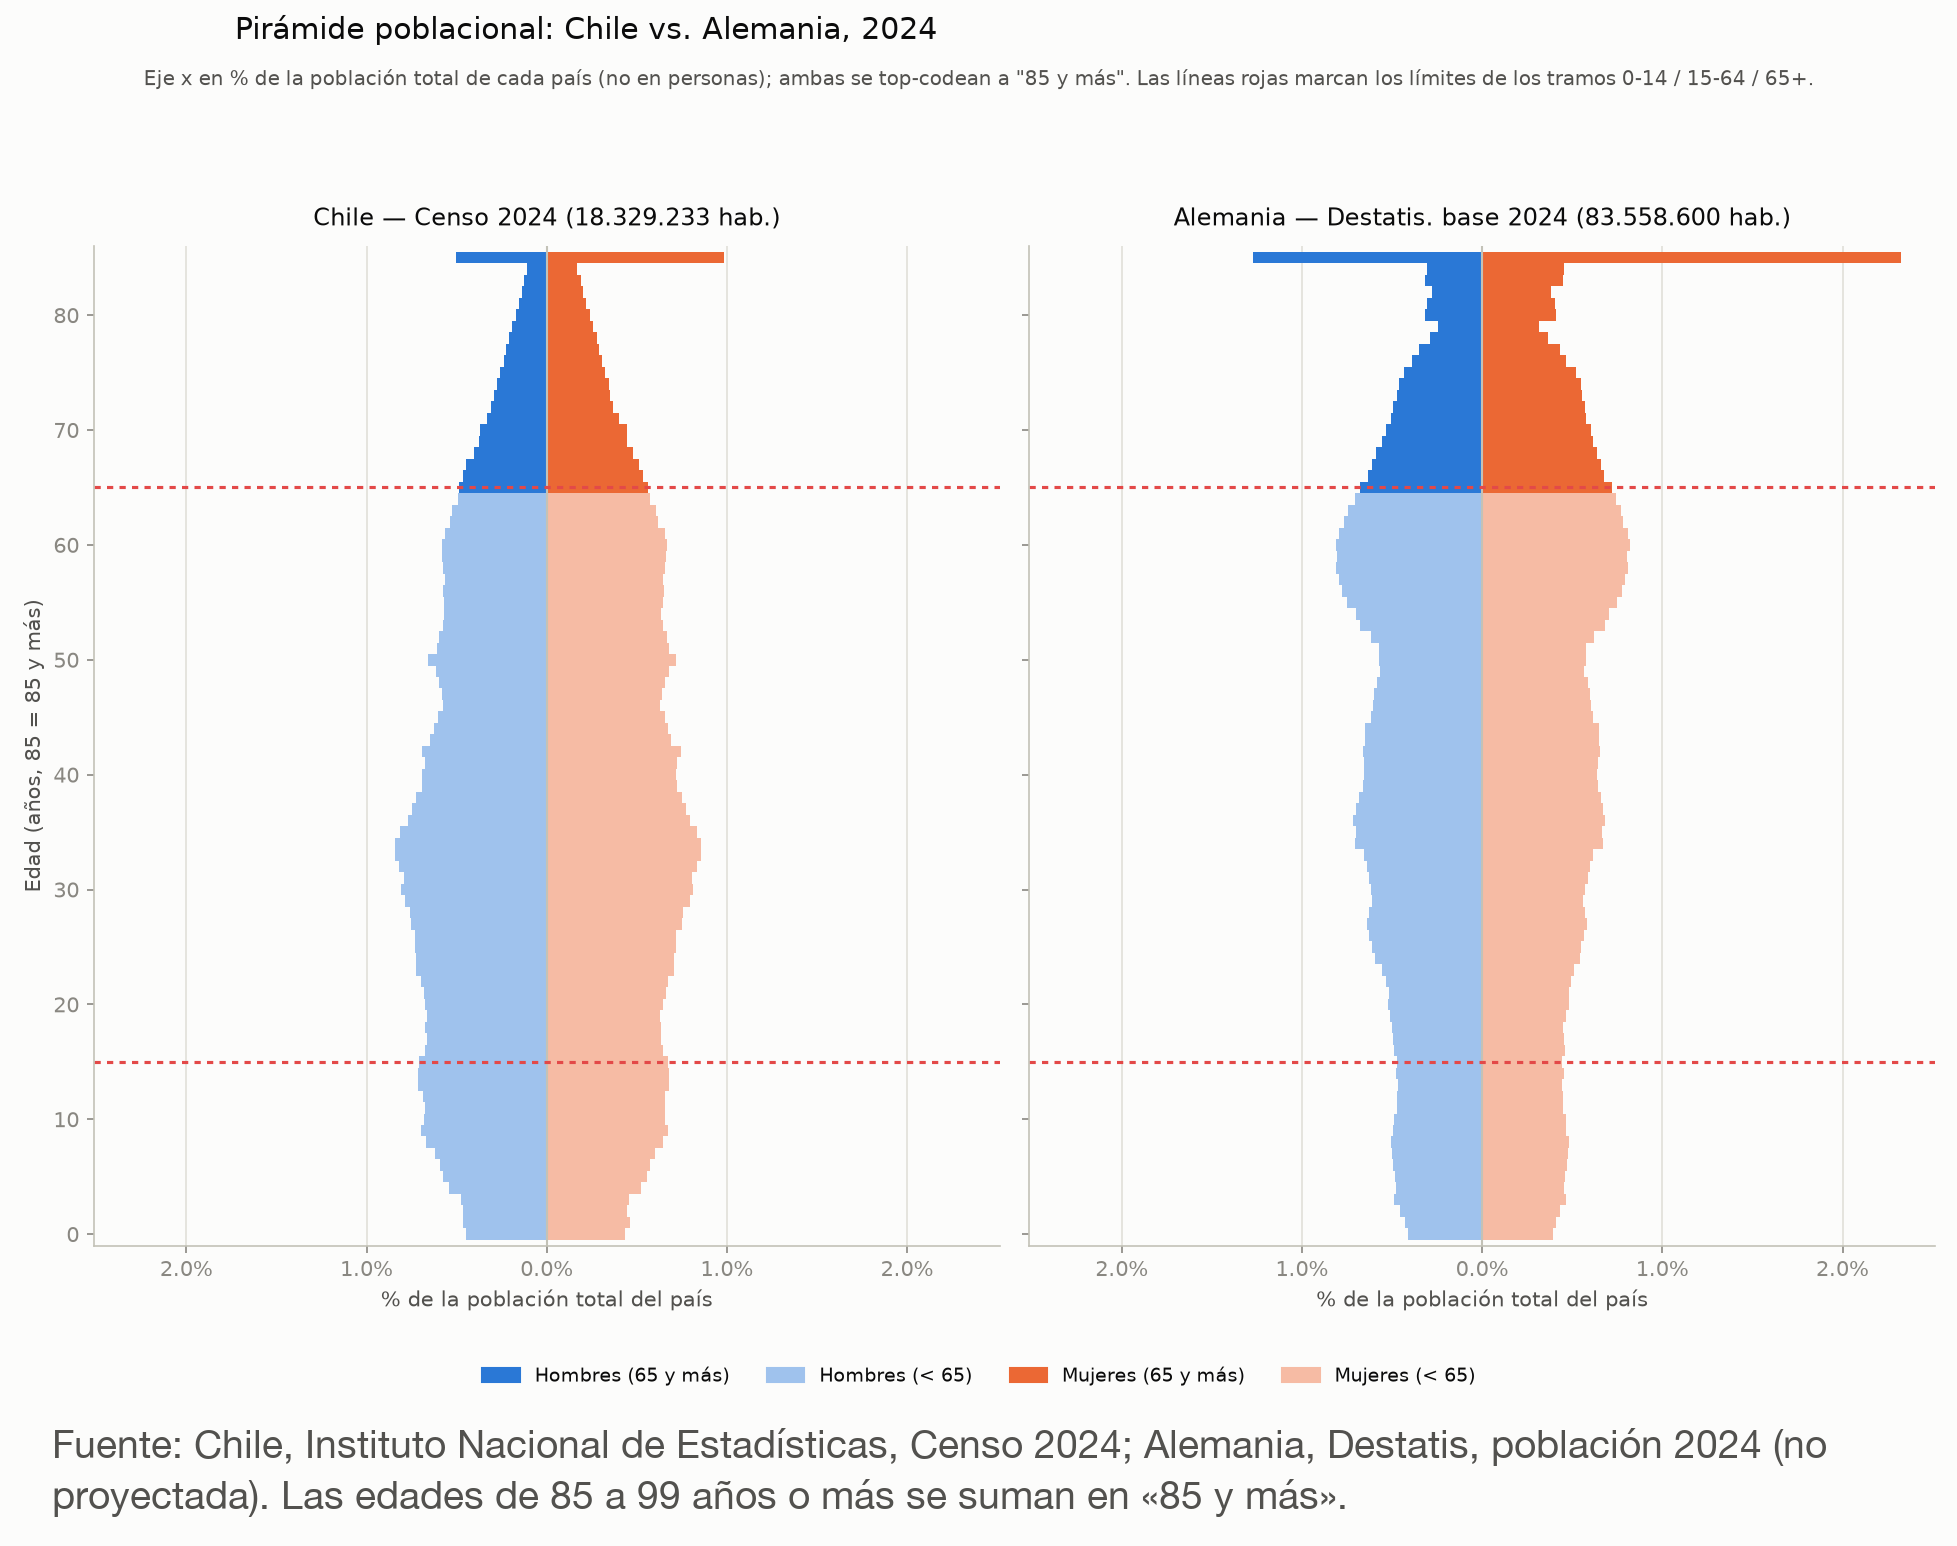 Pirámide poblacional: Chile vs. Alemania, 2024
Eje x en % de la población total de cada país (no en personas); ambas se top-codean a "85 y más". Las líneas rojas marcan los límites de los tramos 0-14 / 15-64 / 65+.
Chile — Censo 2024 (18.329.233 hab.)
Alemania — Destatis. base 2024 (83.558.600 hab.)
Edad (años, 85 = 85 y más)
80
70
60
50
40
30
20
10
0
2.0% 1.0% 0.0% 1.0% 2.0%
2.0% 1.0% 0.0% 1.0% 2.0%
% de la población total del país
% de la población total del país
Hombres (65 y más) Hombres (< 65) Mujeres (65 y más) Mujeres (< 65)
Fuente: Chile, Instituto Nacional de Estadísticas, Censo 2024; Alemania, Destatis, población 2024 (no
proyectada). Las edades de 85 a 99 años o más se suman en «85 y más».